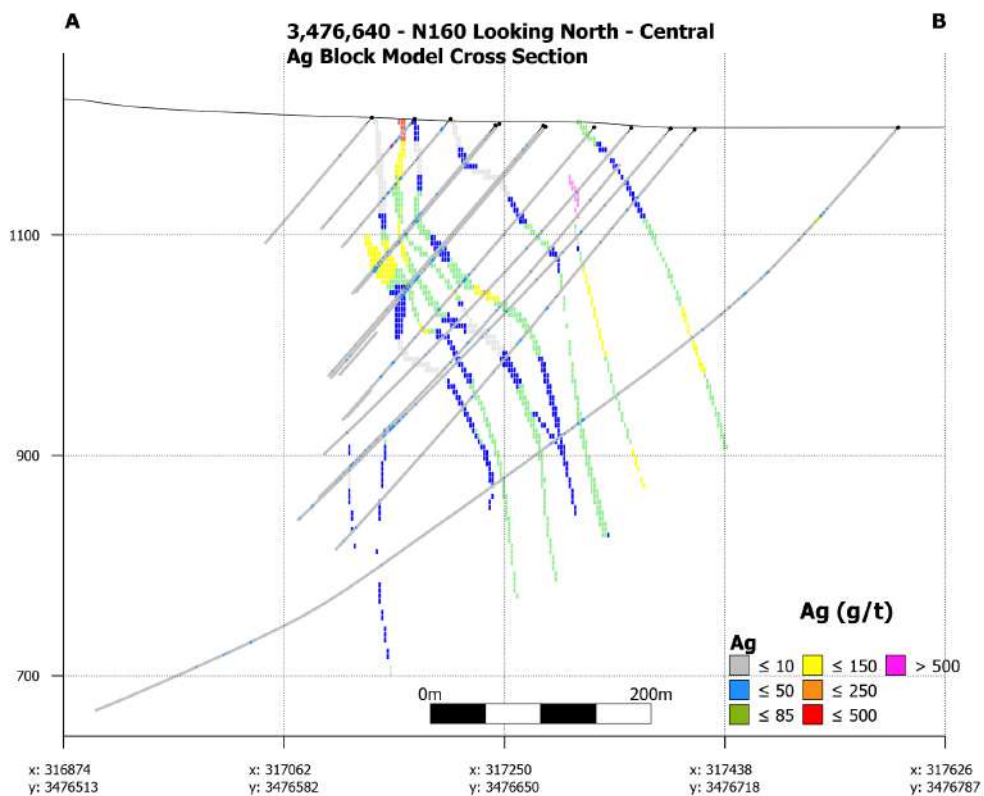 A
B
3,476,640 - N160 Looking North - Central
Ag Block Model Cross Section
1100
900
700
Ag (g/t)
Ag
≤ 10 ≤ 150 > 500
≤ 50 ≤ 250
≤ 85 ≤ 500
0m 200m
x: 316874 x: 317062 x: 317250 x: 317438 x: 317626
y: 3476513 y: 3476582 y: 3476650 y: 3476718 y: 3476787